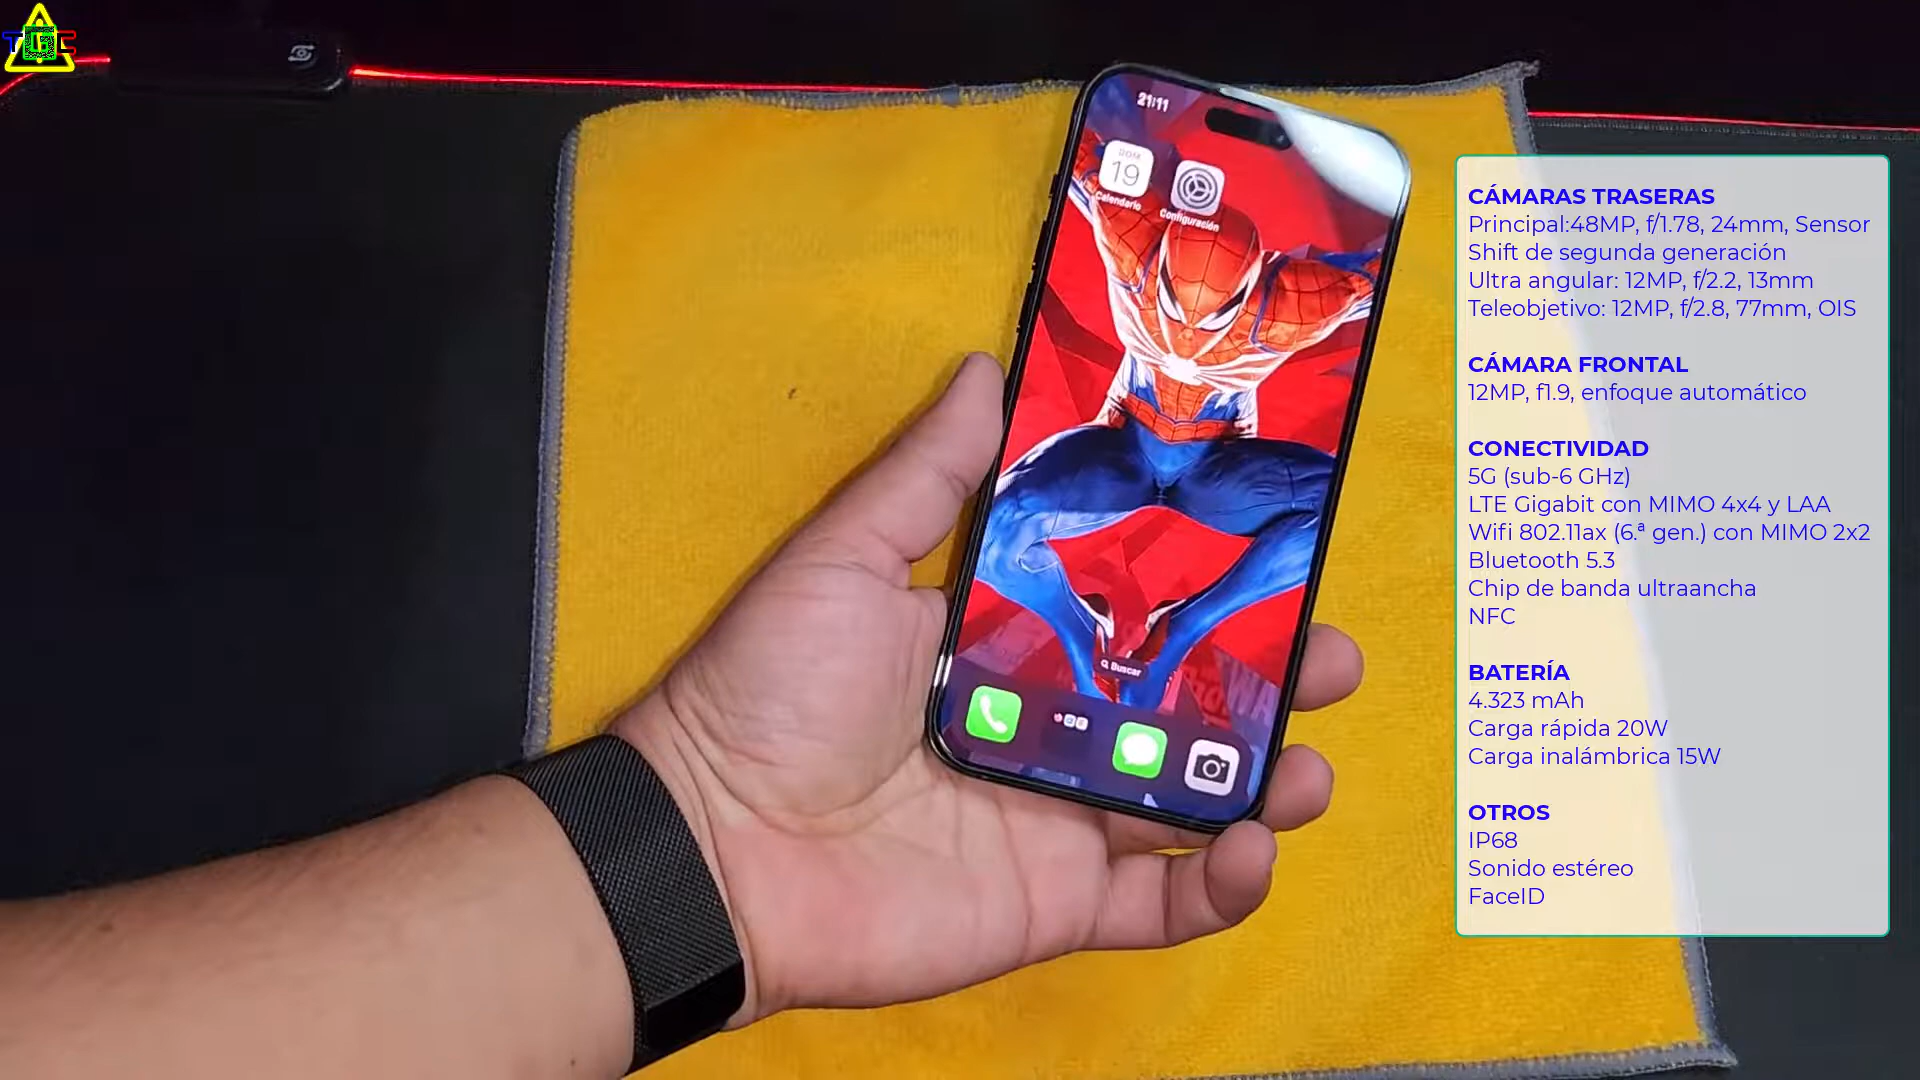 TGC
21:11
DOM
19
Calendario
Configuración
Buscar
CÁMARAS TRASERAS
Principal:48MP, f/1.78, 24mm, Sensor
Shift de segunda generación
Ultra angular: 12MP, f/2.2, 13mm
Teleobjetivo: 12MP, f/2.8, 77mm, OIS
CÁMARA FRONTAL
12MP, f1.9, enfoque automático
CONECTIVIDAD
5G (sub-6 GHz)
LTE Gigabit con MIMO 4x4 y LAA
Wifi 802.11ax (6.ª gen.) con MIMO 2x2
Bluetooth 5.3
Chip de banda ultraancha
NFC
BATERÍA
4.323 mAh
Carga rápida 20W
Carga inalámbrica 15W
OTROS
IP68
Sonido estéreo
FaceID